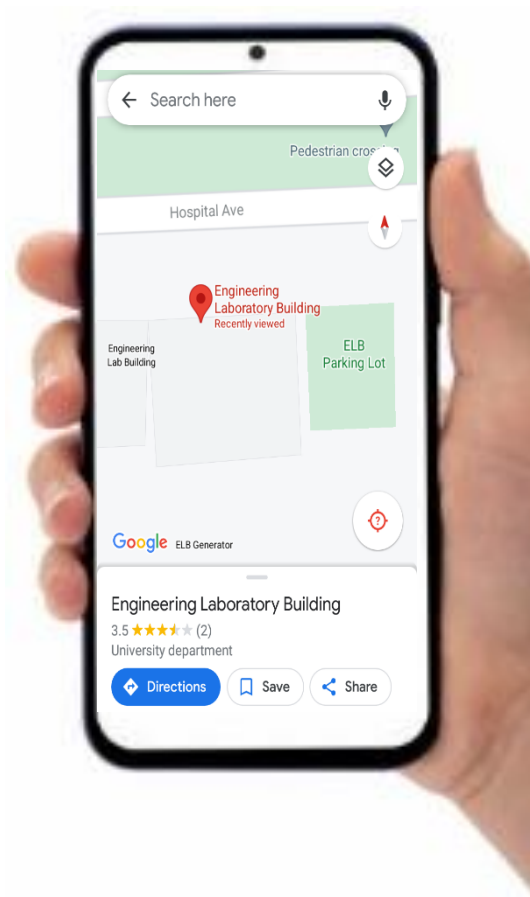 Search here
Pedestrian cros
Hospital Ave
Engineering
Laboratory Building
Recently viewed
Engineering
Lab Building
ELB
Parking Lot
?
Google ELB Generator
Engineering Laboratory Building
3.5 (2)
University department
Directions Save Share